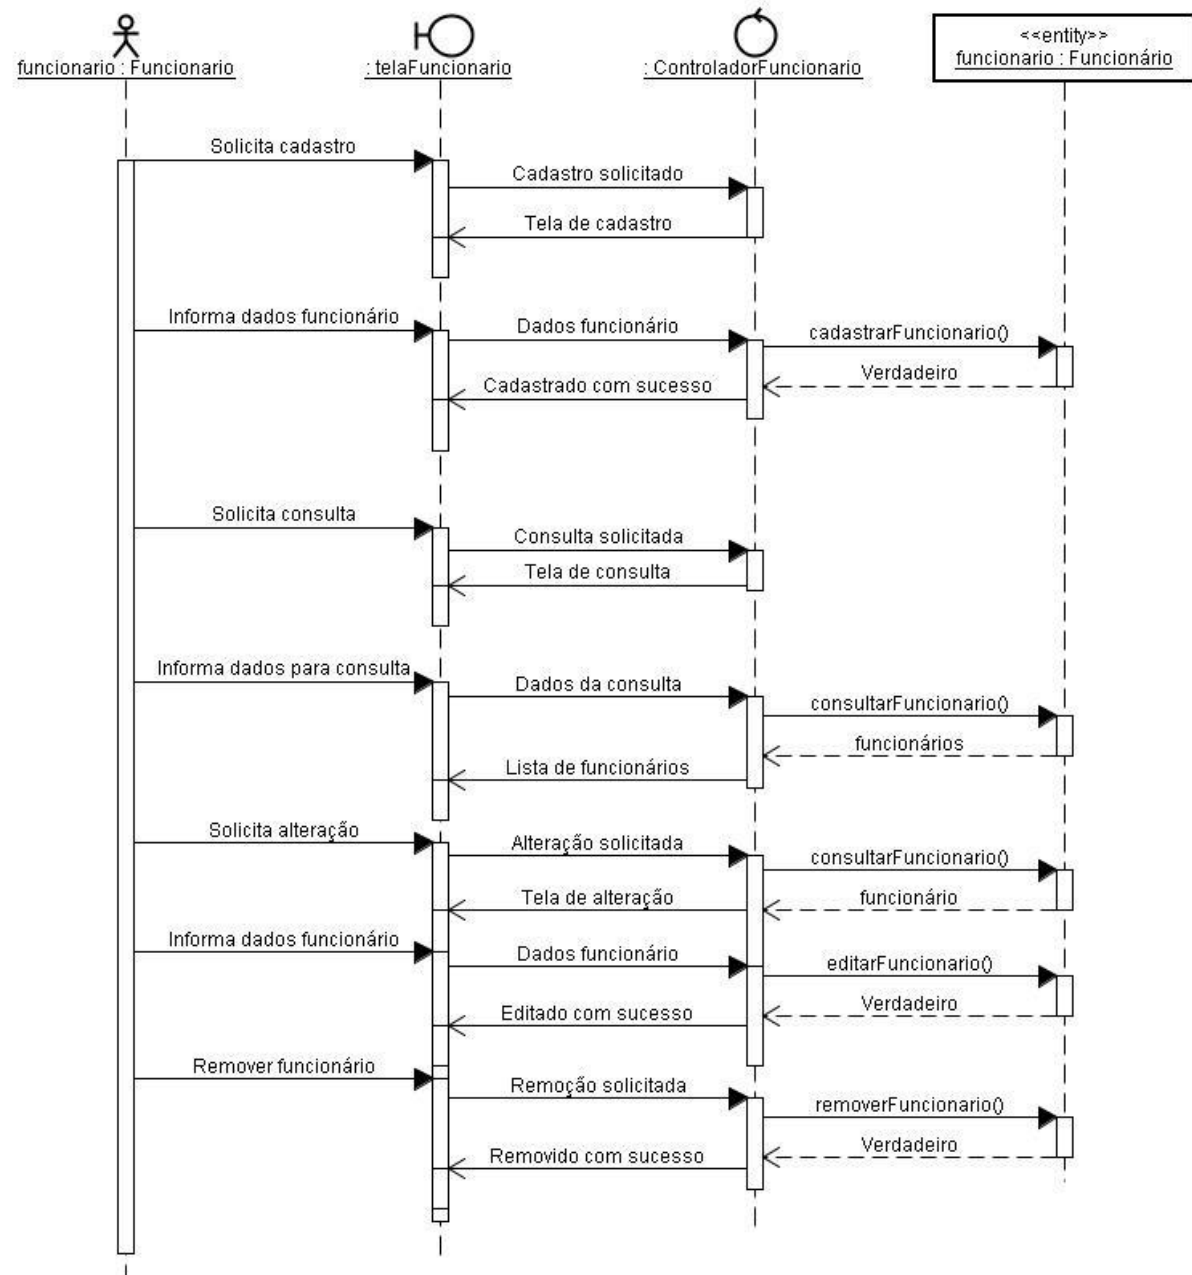 <<entity>>
funcionario : Funcionario
: telaFuncionario
: ControladorFuncionario
funcionario : Funcionário
Solicita cadastro
Cadastro solicitado
Tela de cadastro
Informa dados funcionário
Dados funcionário
cadastrarFuncionario()
Verdadeiro
Cadastrado com sucesso
Solicita consulta
Consulta solicitada
Tela de consulta
Informa dados para consulta
Dados da consulta
consultarFuncionario()
funcionários
Lista de funcionários
Solicita alteração
Alteração solicitada
consultarFuncionario()
Tela de alteração
funcionário
Informa dados funcionário
Dados funcionário
editarFuncionario()
Verdadeiro
Editado com sucesso
Remover funcionário
Remoção solicitada
removerFuncionario()
Verdadeiro
Removido com sucesso